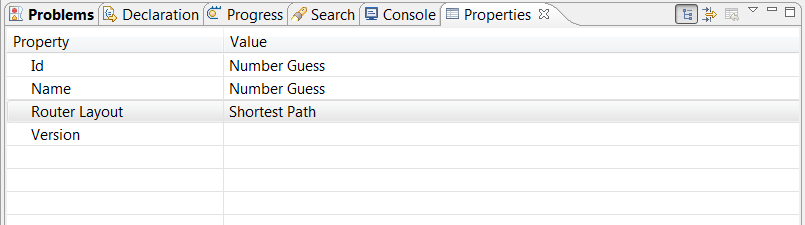 Problems Declaration Progress Search Console Properties
Property Value
Id Number Guess
Name Number Guess
Router Layout Shortest Path
Version